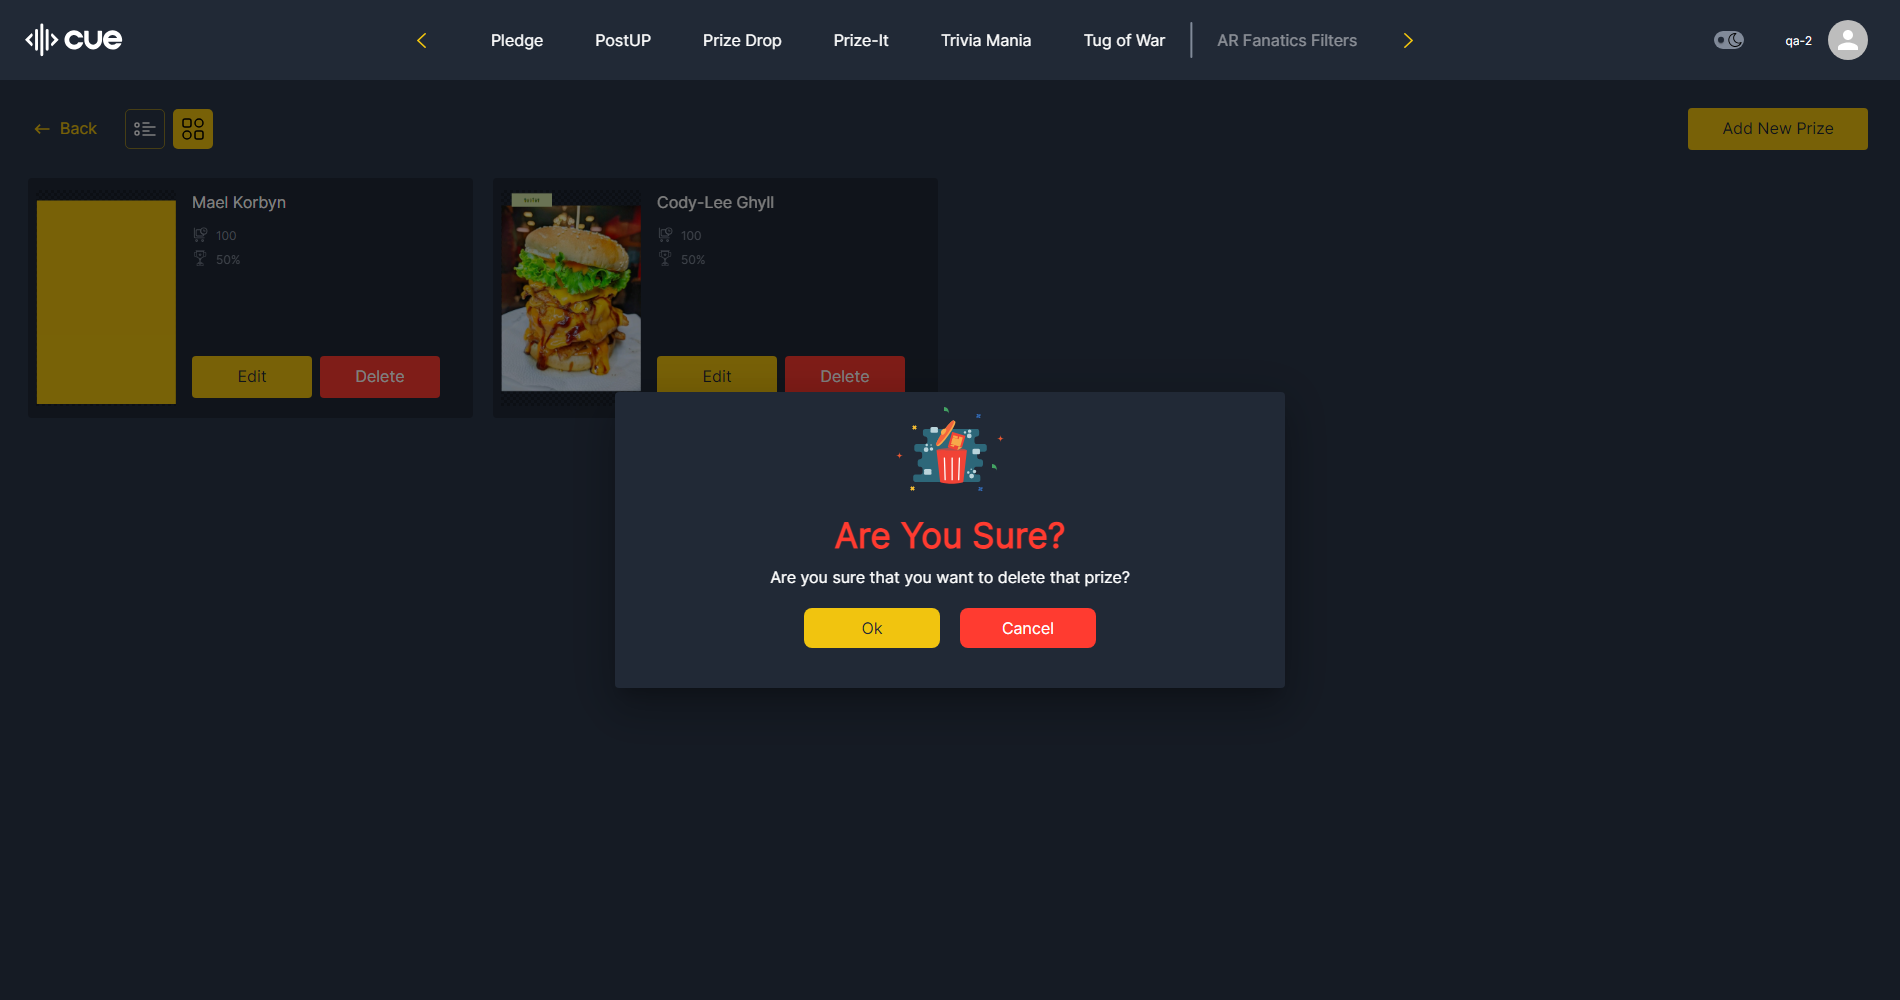 cue
Pledge
PostUP
Prize Drop
Prize-It
Trivia Mania
Tug of War
AR Fanatics Filters
qa-2
Back
Add New Prize
Mael Korbyn
100
50%
Edit
Delete
Cody-Lee Ghyll
100
50%
Edit
Delete
Are You Sure?
Are you sure that you want to delete that prize?
Ok
Cancel